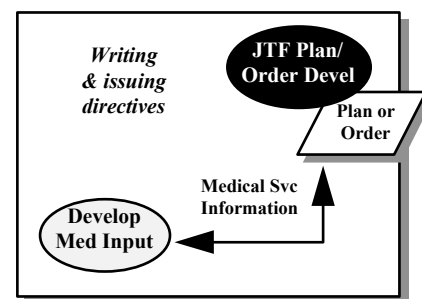 Writing
& issuing
directives
JTF Plan/
Order Devel
Plan or
Order
Medical Svc
Information
Develop
Med Input